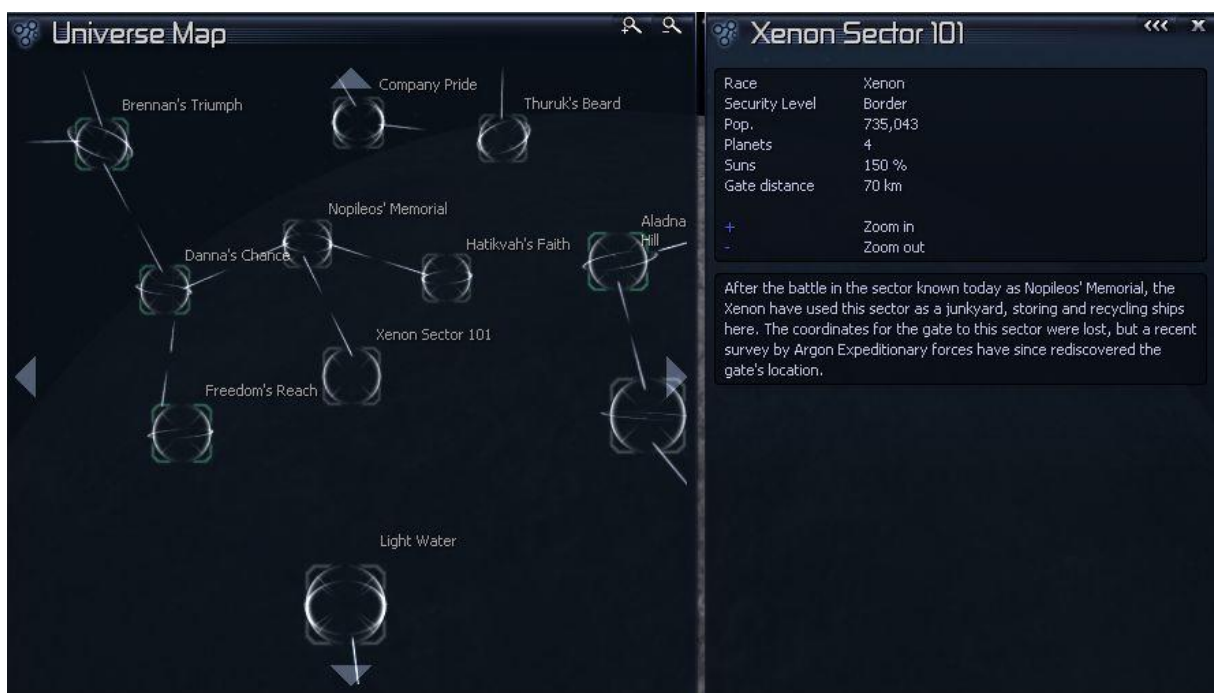 Universe Map
Company Pride
Brennan's Triumph
Thuruk's Beard
Nopileos' Memorial
Aladna
Hill
Hatikvah's Faith
Danna's Chance
Xenon Sector 101
Freedom's Reach
Light Water
Xenon Sector 101
<<< X
Race Xenon
Security Level Border
Pop. 735,043
Planets 4
Suns 150 %
Gate distance 70 km
+ Zoom in
- Zoom out
After the battle in the sector known today as Nopileos' Memorial, the
Xenon have used this sector as a junkyard, storing and recycling ships
here. The coordinates for the gate to this sector were lost, but a recent
survey by Argon Expeditionary forces have since rediscovered the
gate's location.